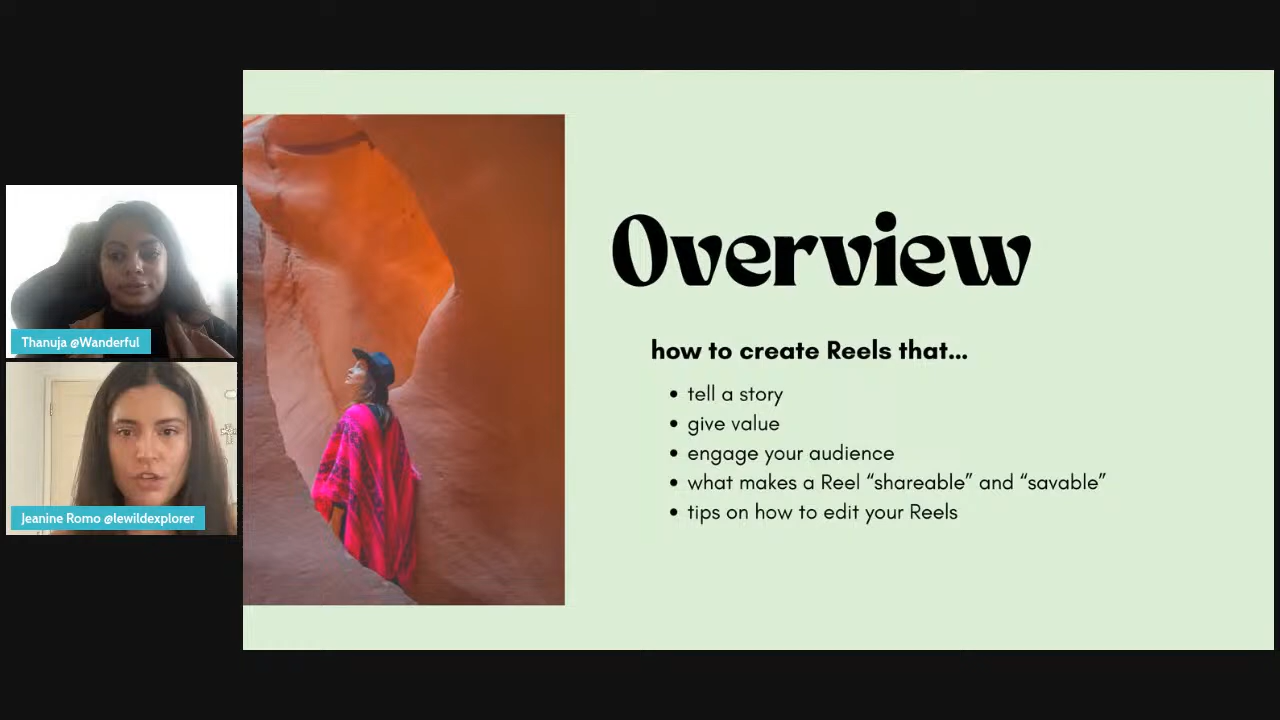 Thanuja @Wanderful
Jeanine Romo @lewildexplorer
Overview
how to create Reels that...
• tell a story
• give value
• engage your audience
• what makes a Reel “shareable” and “savable”
• tips on how to edit your Reels